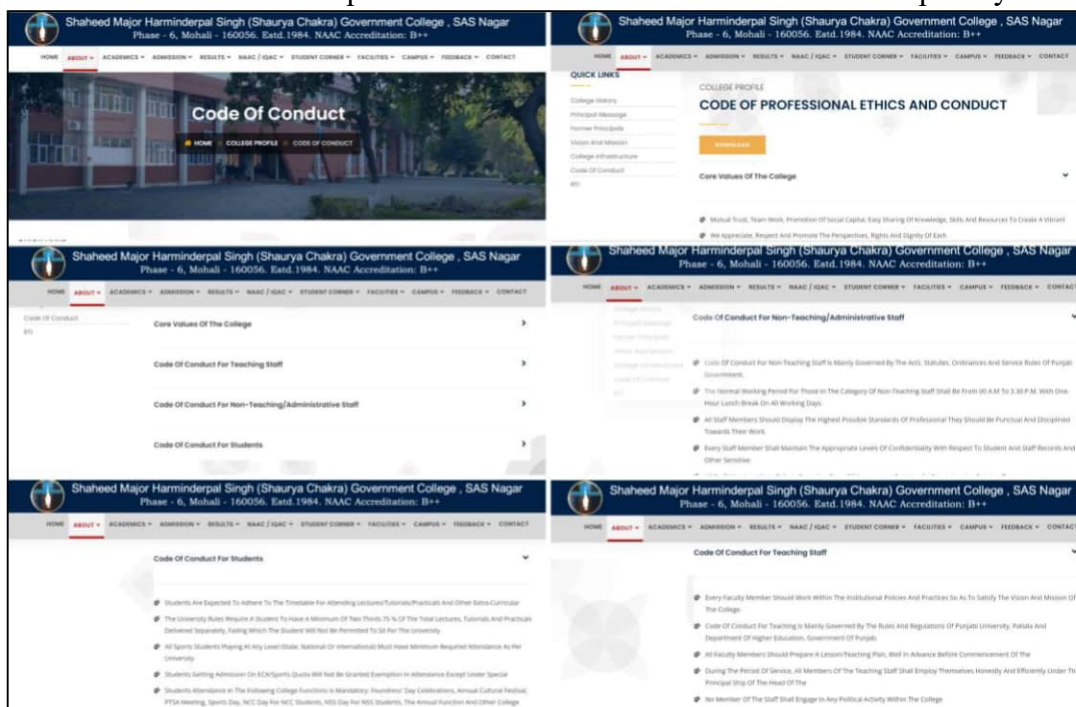 Shaheed Major Harminderpal Singh (Shaurya Chakra) Government College , SAS Nagar
Phase - 6, Mohali - 160056. Estd.1984. NAAC Accreditation: B++
HOME ABOUT ACADEMICS ADMISSION RESULTS NAAC / IQAC STUDENT CORNER FACILITIES CAMPUS FEEDBACK CONTACT
Code Of Conduct
HOME COLLEGE PROFILE CODE OF CONDUCT
Shaheed Major Harminderpal Singh (Shaurya Chakra) Government College , SAS Nagar
Phase - 6, Mohali - 160056. Estd.1984. NAAC Accreditation: B++
HOME ABOUT ACADEMICS ADMISSION RESULTS NAAC / IQAC STUDENT CORNER FACILITIES CAMPUS FEEDBACK CONTACT
QUICK LINKS
College History
Principal Message
Former Principals
Vision And Mission
College Infrastructure
Code Of Conduct
RTI
COLLEGE PROFILE
CODE OF PROFESSIONAL ETHICS AND CONDUCT
DOWNLOAD
Core Values Of The College
Mutual Trust, Team-Work, Promotion Of Social Capital, Easy Sharing Of Knowledge, Skills And Resources To Create A Vibrant
We Appreciate, Respect And Promote The Perspectives, Rights And Dignity Of Each
Shaheed Major Harminderpal Singh (Shaurya Chakra) Government College , SAS Nagar
Phase - 6, Mohali - 160056. Estd.1984. NAAC Accreditation: B++
HOME ABOUT ACADEMICS ADMISSION RESULTS NAAC / IQAC STUDENT CORNER FACILITIES CAMPUS FEEDBACK CONTACT
Code Of Conduct
RTI
Core Values Of The College
Code Of Conduct For Teaching Staff
Code Of Conduct For Non-Teaching/Administrative Staff
Code Of Conduct For Students
Shaheed Major Harminderpal Singh (Shaurya Chakra) Government College , SAS Nagar
Phase - 6, Mohali - 160056. Estd.1984. NAAC Accreditation: B++
HOME ABOUT ACADEMICS ADMISSION RESULTS NAAC / IQAC STUDENT CORNER FACILITIES CAMPUS FEEDBACK CONTACT
College History
Principal Message
Former Principals
Vision And Mission
College Infrastructure
Code Of Conduct
RTI
Code Of Conduct For Non-Teaching/Administrative Staff
Code Of Conduct For Non-Teaching Staff Is Mainly Governed By The Acts, Statutes, Ordinances And Service Rules Of Punjab
Government.
The Normal Working Period For Those In The Category Of Non-Teaching Staff Shall Be From 00 A.M To 3.30 P.M. With One-
Hour Lunch Break On All Working Days.
All Staff Members Should Display The Highest Possible Standards Of Professional They Should Be Punctual And Disciplined
Towards Their Work.
Every Staff Member Shall Maintain The Appropriate Levels Of Confidentiality With Respect To Student And Staff Records And
Other Sensitive
Shaheed Major Harminderpal Singh (Shaurya Chakra) Government College , SAS Nagar
Phase - 6, Mohali - 160056. Estd.1984. NAAC Accreditation: B++
HOME ABOUT ACADEMICS ADMISSION RESULTS NAAC / IQAC STUDENT CORNER FACILITIES CAMPUS FEEDBACK CONTACT
Code Of Conduct For Students
Students Are Expected To Adhere To The Timetable For Attending Lectures/Tutorials/Practicals And Other Extra-Curricular
The University Rules Require A Student To Have A Minimum Of Two Thirds 75 % Of The Total Lectures, Tutorials And Practicals
Delivered Separately, Failing Which The Student Will Not Be Permitted To Sit For The University
All Sports Students Playing At Any Level (State, National Or International) Must Have Minimum Required Attendance As Per
University
Students Getting Admission On ECA/Sports Quota Will Not Be Granted Exemption In Attendance Except Under Special
Students Attendance In The Following College Functions Is Mandatory. Founders' Day Celebrations, Annual Cultural Festival,
PTSA Meeting, Sports Day, NCC Day For NCC Students, NSS Day For NSS Students, The Annual Function And Other College
Shaheed Major Harminderpal Singh (Shaurya Chakra) Government College , SAS Nagar
Phase - 6, Mohali - 160056. Estd.1984. NAAC Accreditation: B++
HOME ABOUT ACADEMICS ADMISSION RESULTS NAAC / IQAC STUDENT CORNER FACILITIES CAMPUS FEEDBACK CONTACT
Code Of Conduct For Teaching Staff
Every Faculty Member Should Work Within The Institutional Policies And Practices So As To Satisfy The Vision And Mission Of
The College.
Code Of Conduct For Teaching Is Mainly Governed By The Rules And Regulations Of Punjabi University, Patiala And
Department Of Higher Education, Government Of Punjab.
All Faculty Members Should Prepare A Lesson/Teaching Plan, Well In Advance Before Commencement Of The
During The Period Of Service, All Members Of The Teaching Staff Shall Employ Themselves Honestly And Efficiently Under The
Principal Ship Of The Head Of The
No Member Of The Staff Shall Engage In Any Political Activity Within The College